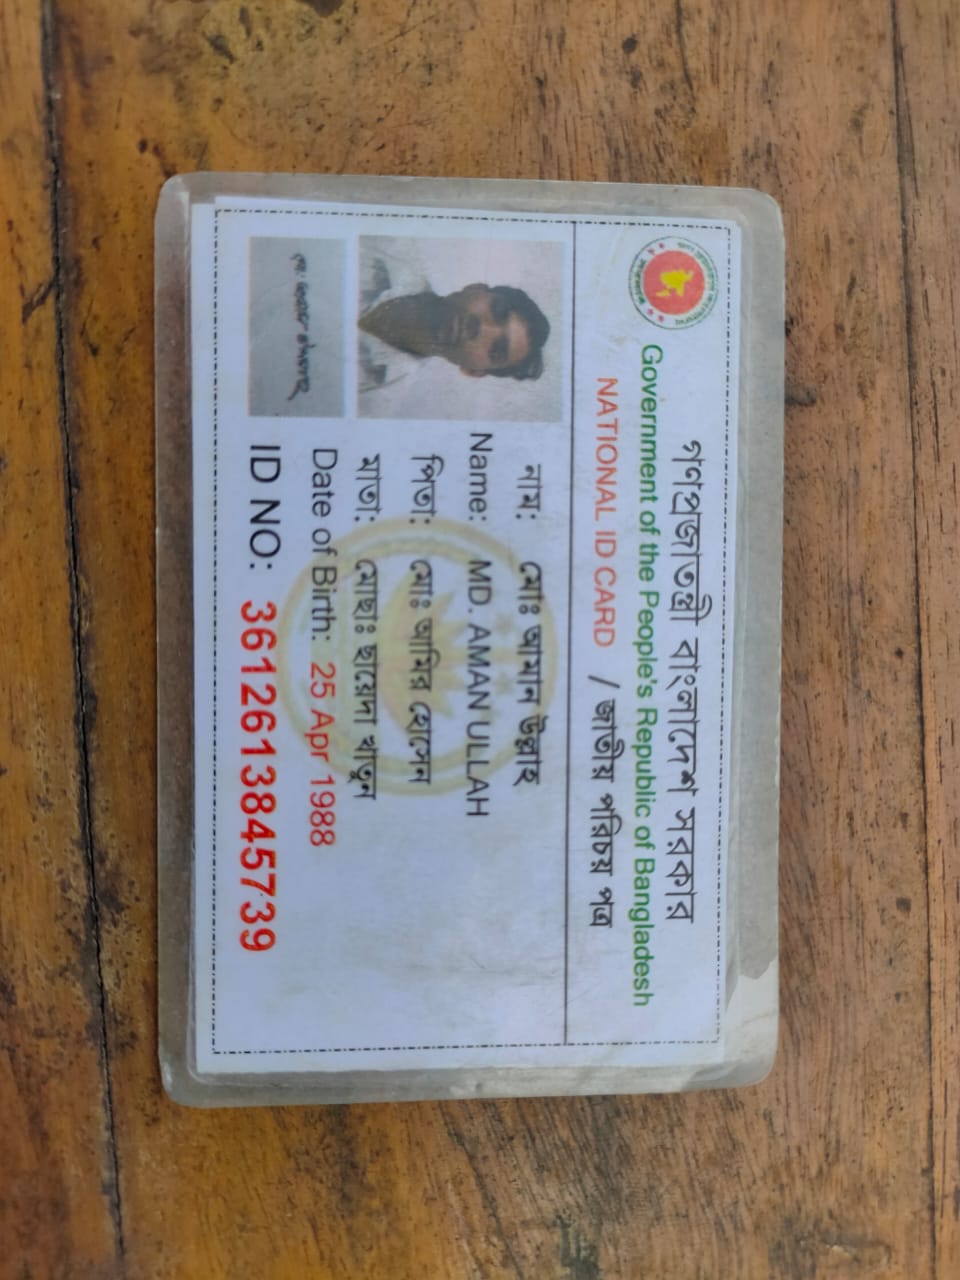 গণপ্রজাতন্ত্রী বাংলাদেশ সরকার
Government of the People's Republic of Bangladesh
NATIONAL ID CARD / জাতীয় পরিচয় পত্র
নাম: মোঃ আমান উল্লাহ
Name: MD. AMAN ULLAH
পিতা: মোঃ আমির হোসেন
মাতা: মোছাঃ ছায়েদা খাতুন
Date of Birth: 25 Apr 1988
ID NO: 3612613845739